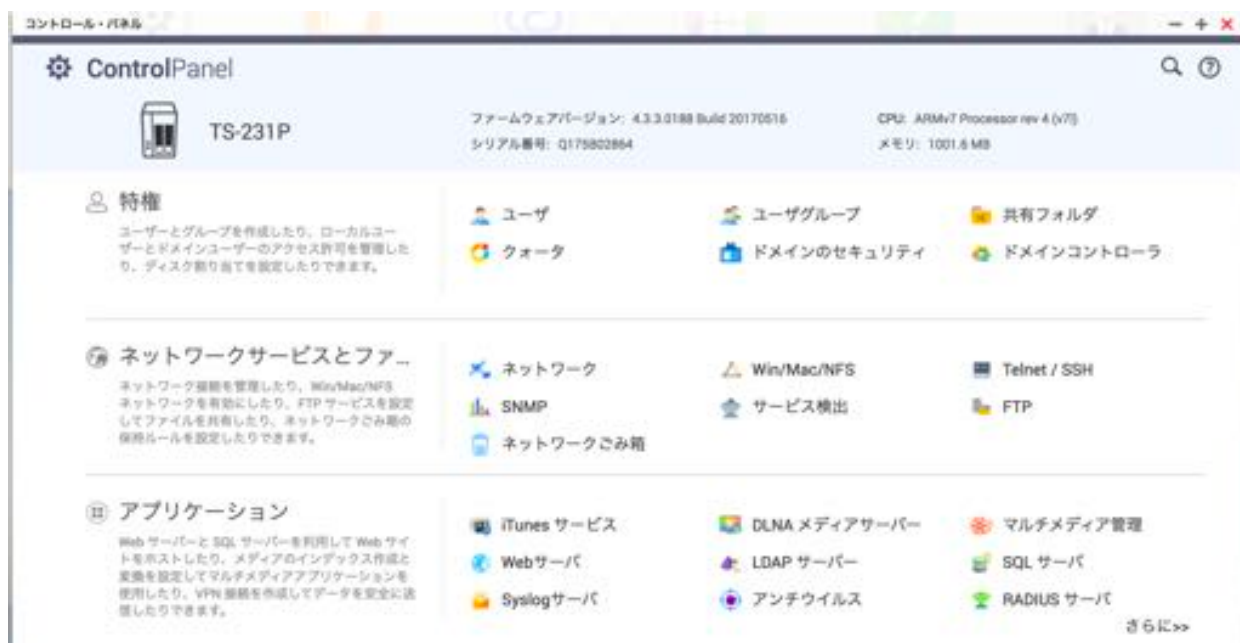 コントロール・パネル
ControlPanel
TS-231P
ファームウェアバージョン: 4.3.3.0188 Build 20170516
CPU: ARMv7 Processor rev 4 (v7l)
シリアル番号: Q175B02864
メモリ: 1001.6 MB
特権
ユーザーとグループを作成したり、ローカルユー
ザーとドメインユーザーのアクセス許可を管理した
り、ディスク割り当てを設定したりできます。
ユーザ
ユーザグループ
共有フォルダ
クォータ
ドメインのセキュリティ
ドメインコントローラ
ネットワークサービスとファ...
ネットワーク接続を管理したり、Win/Mac/NFS
ネットワークを有効にしたり、FTP サービスを設定
してファイルを共有したり、ネットワークごみ箱の
保持ルールを設定したりできます。
ネットワーク
Win/Mac/NFS
Telnet / SSH
SNMP
サービス検出
FTP
ネットワークごみ箱
アプリケーション
Web サーバーと SQL サーバーを利用して Web サイ
トをホストしたり、メディアのインデックス作成と
変換を設定してマルチメディアアプリケーションを
使用したり、VPN 接続を作成してデータを安全に送
信したりできます。
iTunes サービス
DLNA メディアサーバー
マルチメディア管理
Webサーバ
LDAP サーバー
SQL サーバ
Syslogサーバ
アンチウイルス
RADIUS サーバ
さらに>>